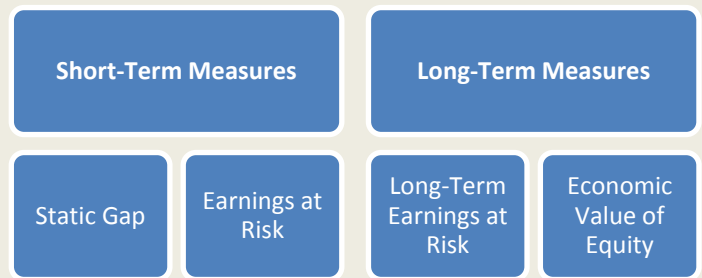 Short-Term Measures
Long-Term Measures
Static Gap
Earnings at
Risk
Long-Term
Earnings at
Risk
Economic
Value of
Equity